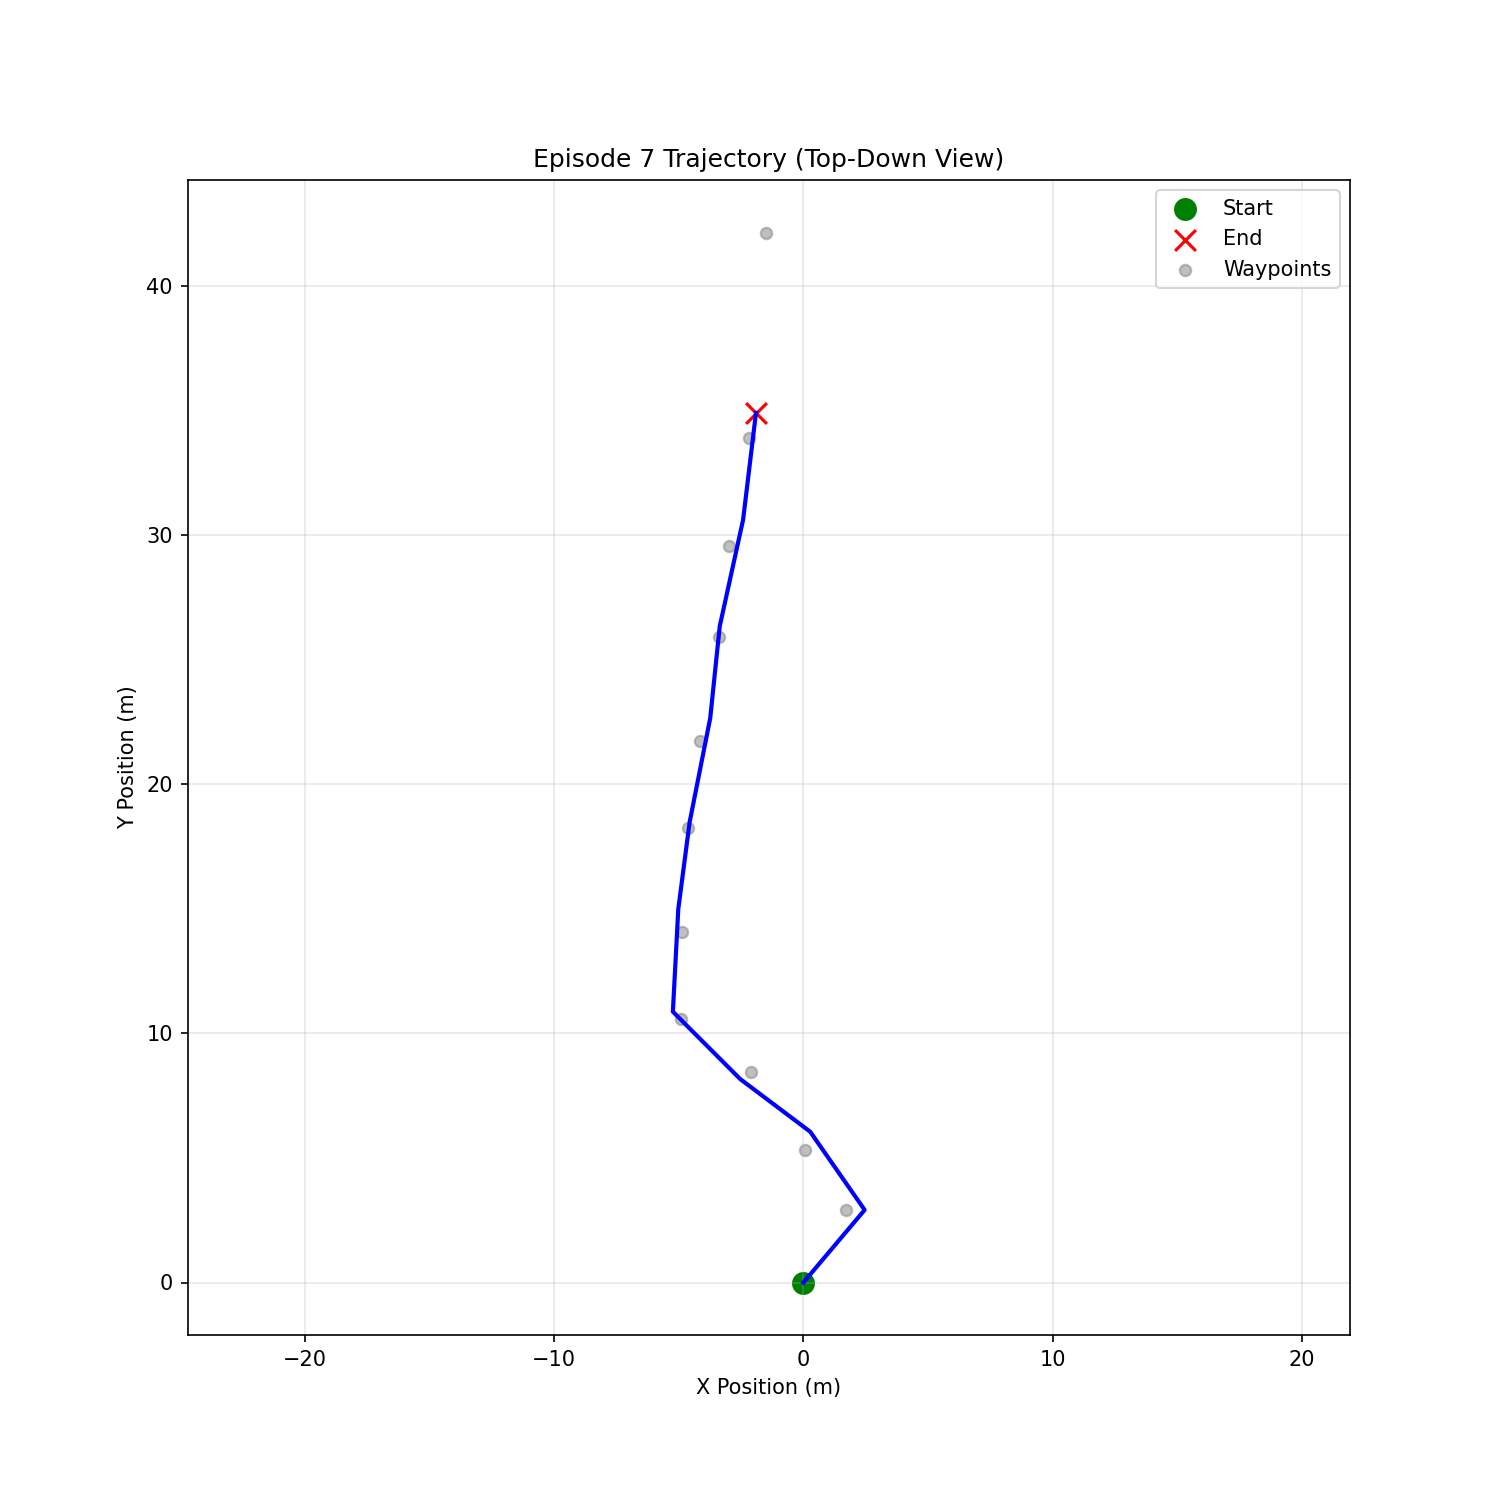 Episode 7 Trajectory (Top-Down View)
Start
End
Waypoints
40
30
20
10
0
Y Position (m)
−20
−10
0
10
20
X Position (m)